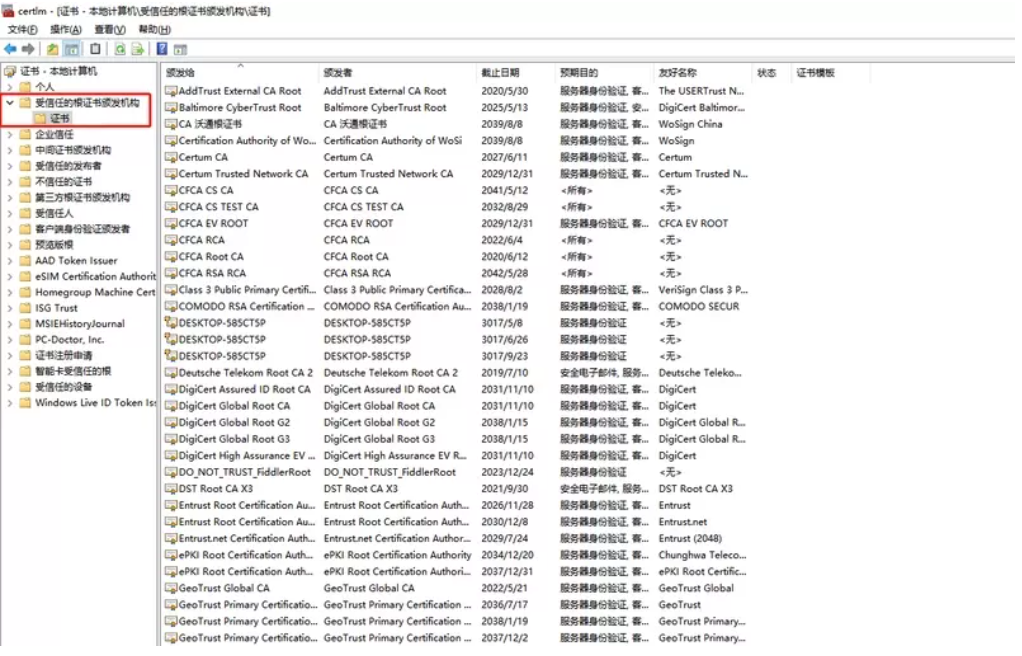 certlm - [证书 - 本地计算机\受信任的根证书颁发机构\证书]
文件(F) 操作(A) 查看(V) 帮助(H)
证书 - 本地计算机
个人
受信任的根证书颁发机构
证书
企业信任
中间证书颁发机构
受信任的发布者
不信任的证书
第三方根证书颁发机构
受信任人
客户端身份验证颁发者
预览版根
AAD Token Issuer
eSIM Certification Authorit
Homegroup Machine Cert
ISG Trust
MSIEHistoryJournal
PC-Doctor, Inc.
证书注册申请
智能卡受信任的根
受信任的设备
Windows Live ID Token Iss
颁发给 颁发者 截止日期 预期目的 友好名称 状态 证书模板
AddTrust External CA Root AddTrust External CA Root 2020/5/30 服务器身份验证, 客... The USERTrust N...
Baltimore CyberTrust Root Baltimore CyberTrust Root 2025/5/13 服务器身份验证, 安... DigiCert Baltimor...
CA 沃通根证书 CA 沃通根证书 2039/8/8 服务器身份验证, 客... WoSign China
Certification Authority of Wo... Certification Authority of WoSi 2039/8/8 服务器身份验证, 客... WoSign
Certum CA Certum CA 2027/6/11 服务器身份验证, 客... Certum
Certum Trusted Network CA Certum Trusted Network CA 2029/12/31 服务器身份验证, 客... Certum Trusted N...
CFCA CS CA CFCA CS CA 2041/5/12 <所有> <无>
CFCA CS TEST CA CFCA CS TEST CA 2032/8/29 <所有> <无>
CFCA EV ROOT CFCA EV ROOT 2029/12/31 服务器身份验证, 客... CFCA EV ROOT
CFCA RCA CFCA RCA 2022/6/4 <所有> <无>
CFCA Root CA CFCA Root CA 2020/6/12 <所有> <无>
CFCA RSA RCA CFCA RSA RCA 2042/5/28 <所有> <无>
Class 3 Public Primary Certifi... Class 3 Public Primary Certifica... 2028/8/2 服务器身份验证, 客... VeriSign Class 3 P...
COMODO RSA Certification ... COMODO RSA Certification Au... 2038/1/19 服务器身份验证, 客... COMODO SECUR
DESKTOP-585CT5P DESKTOP-585CT5P 3017/5/8 服务器身份验证 <无>
DESKTOP-585CT5P DESKTOP-585CT5P 3017/6/26 服务器身份验证 <无>
DESKTOP-585CT5P DESKTOP-585CT5P 3017/9/23 服务器身份验证 <无>
Deutsche Telekom Root CA 2 Deutsche Telekom Root CA 2 2019/7/10 安全电子邮件, 服务... Deutsche Teleko...
DigiCert Assured ID Root CA DigiCert Assured ID Root CA 2031/11/10 服务器身份验证, 客... DigiCert
DigiCert Global Root CA DigiCert Global Root CA 2031/11/10 服务器身份验证, 客... DigiCert
DigiCert Global Root G2 DigiCert Global Root G2 2038/1/15 服务器身份验证, 客... DigiCert Global R...
DigiCert Global Root G3 DigiCert Global Root G3 2038/1/15 服务器身份验证, 客... DigiCert Global R...
DigiCert High Assurance EV ... DigiCert High Assurance EV R... 2031/11/10 服务器身份验证, 客... DigiCert
DO_NOT_TRUST_FiddlerRoot DO_NOT_TRUST_FiddlerRoot 2023/12/24 服务器身份验证 <无>
DST Root CA X3 DST Root CA X3 2021/9/30 安全电子邮件, 服务... DST Root CA X3
Entrust Root Certification Au... Entrust Root Certification Auth... 2026/11/28 服务器身份验证, 客... Entrust
Entrust Root Certification Au... Entrust Root Certification Auth... 2030/12/8 服务器身份验证, 客... Entrust.net
Entrust.net Certification Auth... Entrust.net Certification Author... 2029/7/24 服务器身份验证, 客... Entrust (2048)
ePKI Root Certification Auth... ePKI Root Certification Authority 2034/12/20 服务器身份验证, 客... Chunghwa Teleco...
ePKI Root Certification Auth... ePKI Root Certification Authori... 2037/12/31 服务器身份验证, 客... ePKI Root Certific...
GeoTrust Global CA GeoTrust Global CA 2022/5/21 服务器身份验证, 客... GeoTrust Global
GeoTrust Primary Certificatio... GeoTrust Primary Certification ... 2036/7/17 服务器身份验证, 客... GeoTrust
GeoTrust Primary Certificatio... GeoTrust Primary Certification ... 2038/1/19 服务器身份验证, 客... GeoTrust Primary...
GeoTrust Primary Certificatio... GeoTrust Primary Certification ... 2037/12/2 服务器身份验证, 客... GeoTrust Primary...